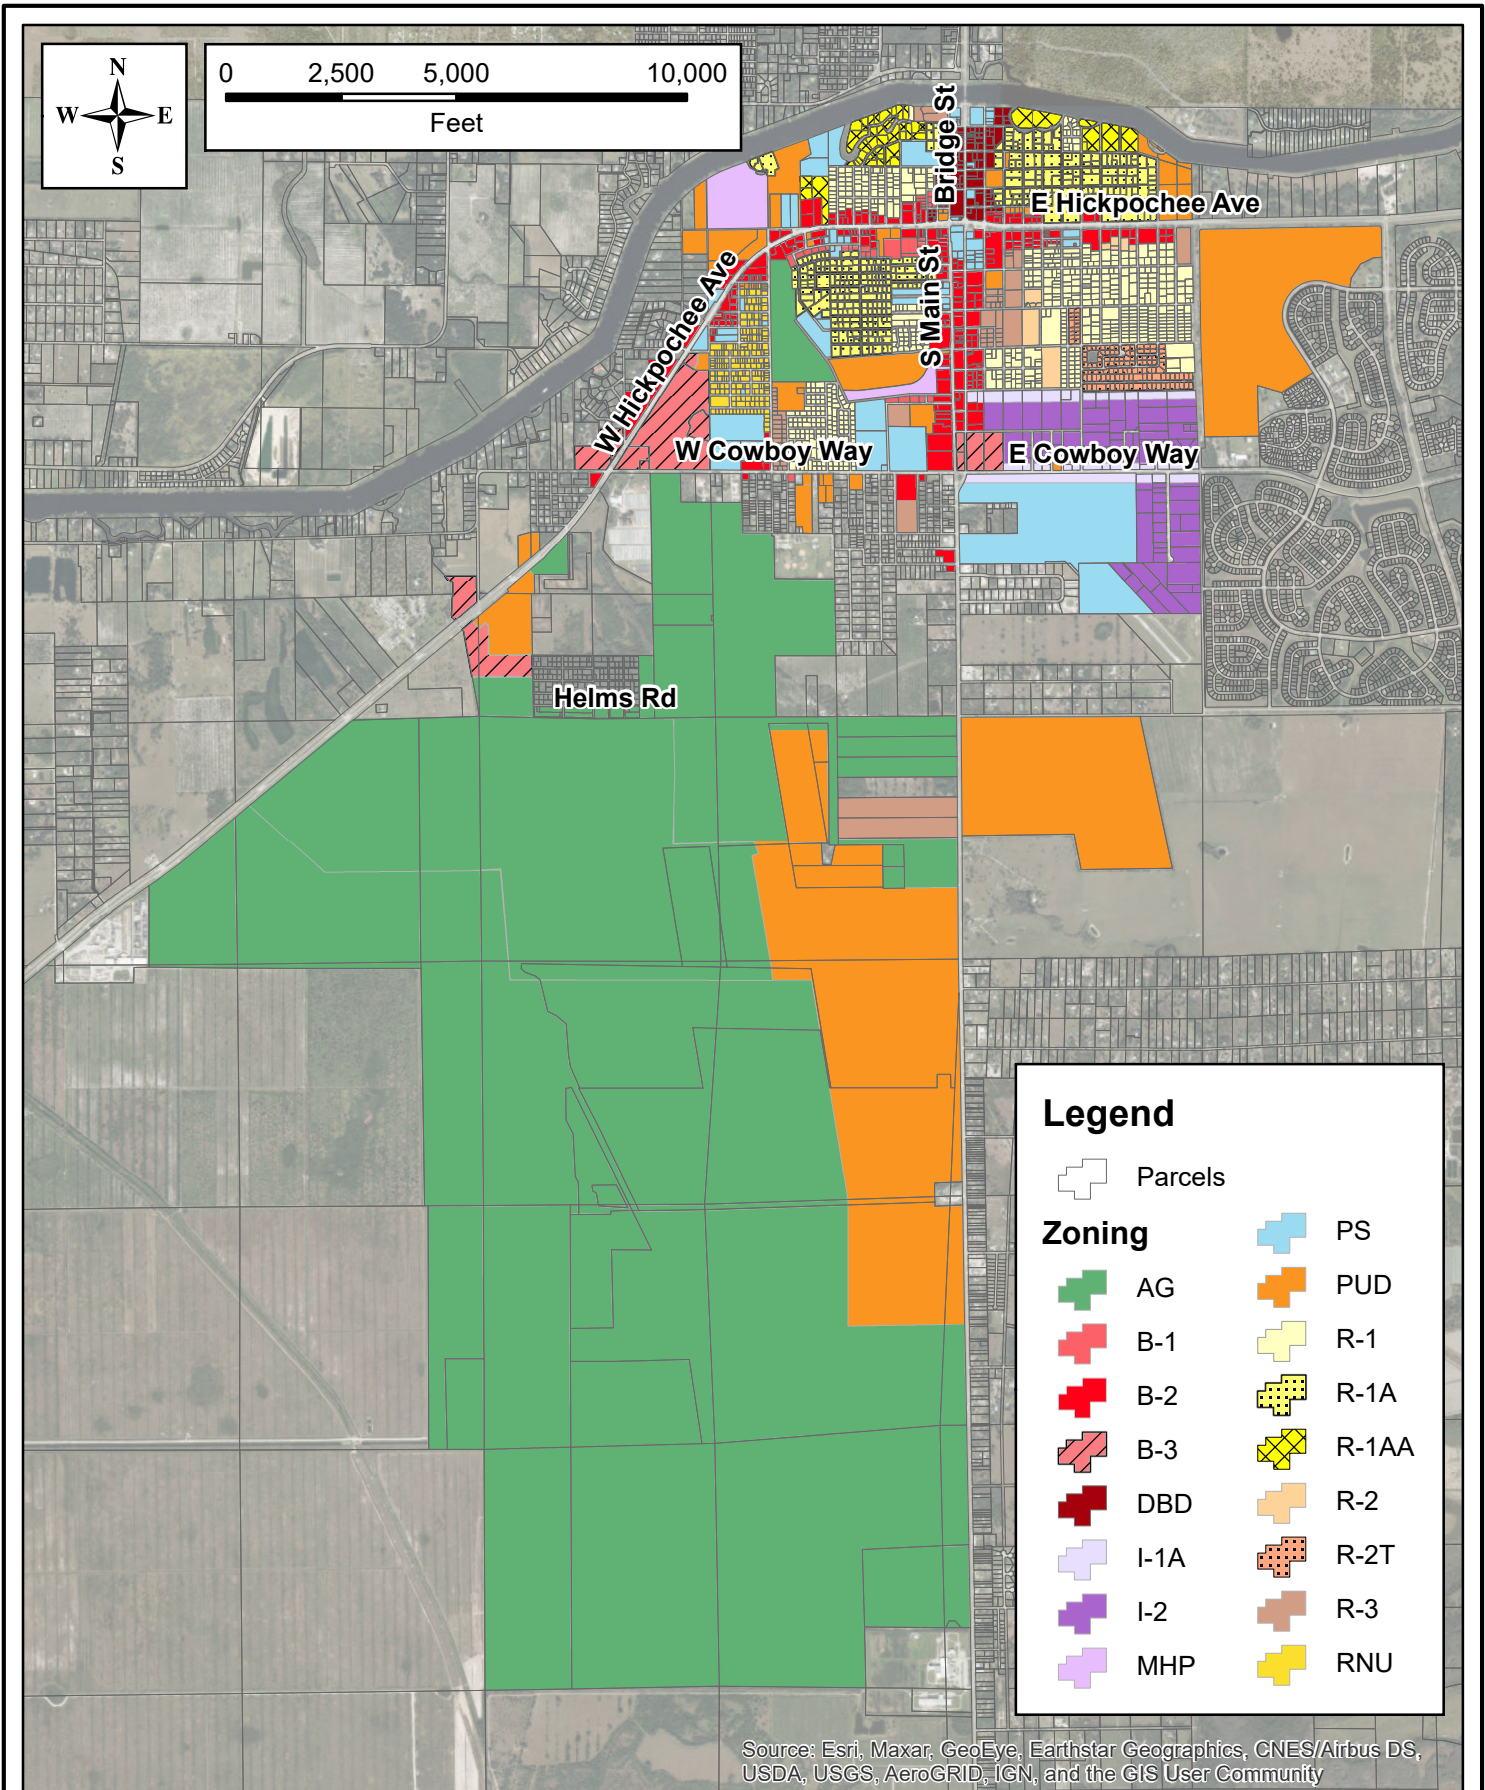 N
W E
S
0 2,500 5,000 10,000
Feet
Bridge St
E Hickpochee Ave
W Hickpochee Ave
S Main St
W Cowboy Way
E Cowboy Way
Helms Rd
Legend
Parcels
Zoning
AG
B-1
B-2
B-3
DBD
I-1A
I-2
MHP
PS
PUD
R-1
R-1A
R-1AA
R-2
R-2T
R-3
RNU
Source: Esri, Maxar, GeoEye, Earthstar Geographics, CNES/Airbus DS,
USDA, USGS, AeroGRID, IGN, and the GIS User Community